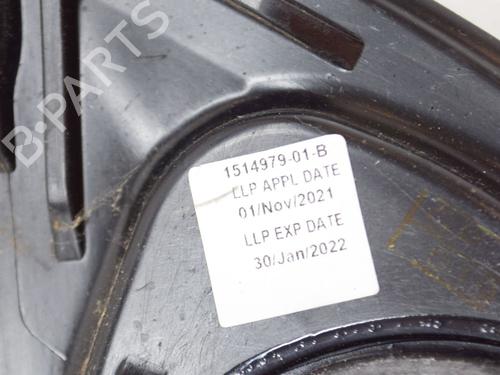 B-PARTS
1514979-01-B
LLP APPL DATE
01/Nov/2021
LLP EXP DATE
30/Jan/2022